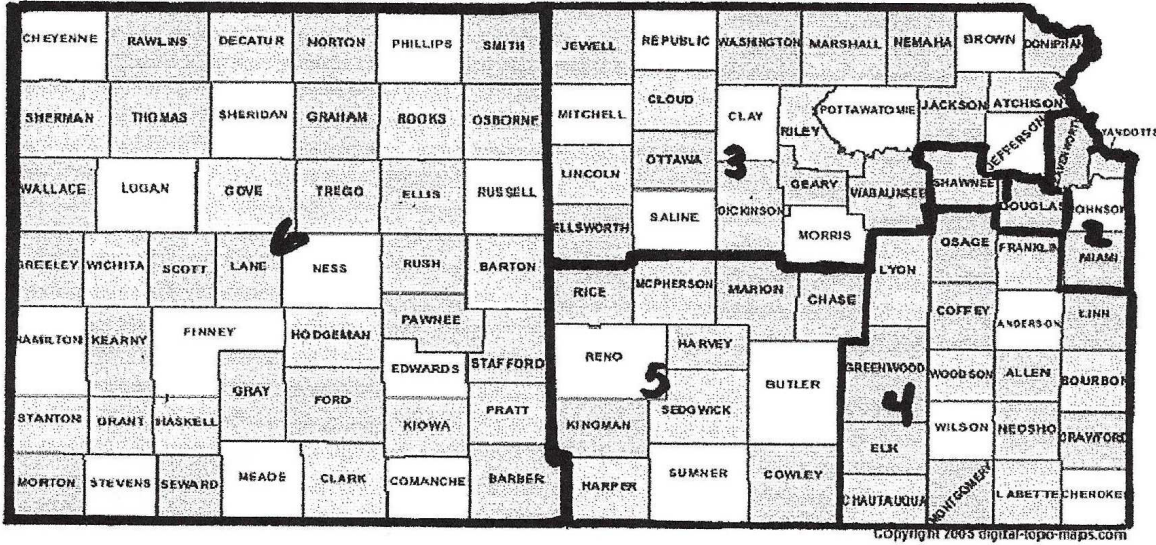 CHEYENNE RAWLINS DECATUR NORTON PHILLIPS SMITH JEWELL REPUBLIC WASHINGTON MARSHALL NEMAHA BROWN DONIPHAN
SHERMAN THOMAS SHERIDAN GRAHAM ROOKS OSBORNE MITCHELL CLOUD CLAY RILEY POTTAWATOMIE JACKSON ATCHISON
JEFFERSON
3
WALLACE LOGAN GOVE TREGO ELLIS RUSSELL LINCOLN OTTAWA DICKINSON GEARY WABAUNSEE SHAWNEE DOUGLAS JOHNSON
6
ELLSWORTH SALINE MORRIS 2
GREELEY WICHITA SCOTT LANE NESS RUSH BARTON RICE MCPHERSON MARION CHASE LYON OSAGE FRANKLIN MIAMI
HAMILTON KEARNY FINNEY HODGEMAN PAWNEE STAFFORD RENO HARVEY COFFEY ANDERSON LINN
GRAY EDWARDS 5 SEDGWICK BUTLER GREENWOOD WOODSON ALLEN BOURBON
4
STANTON GRANT HASKELL FORD KIOWA PRATT KINGMAN ELK WILSON NEOSHO CRAWFORD
MORTON STEVENS SEWARD MEADE CLARK COMANCHE BARBER HARPER SUMNER COWLEY CHAUTAUQUA MONTGOMERY LABETTE CHEROKE
Copyright 2005 digital-topo-maps.com